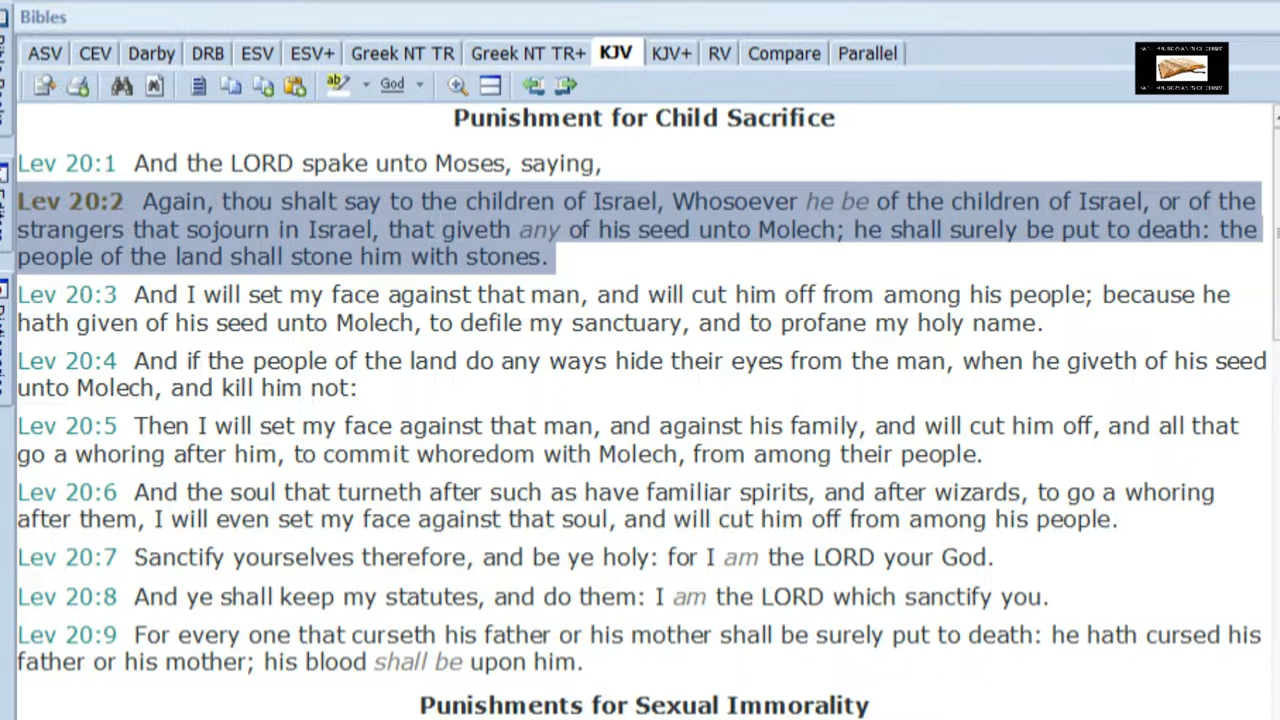 Bibles
ASV CEV Darby DRB ESV ESV+ Greek NT TR Greek NT TR+ KJV KJV+ RV Compare Parallel
ab God
Punishment for Child Sacrifice
Lev 20:1 And the LORD spake unto Moses, saying,
Lev 20:2 Again, thou shalt say to the children of Israel, Whosoever he be of the children of Israel, or of the
strangers that sojourn in Israel, that giveth any of his seed unto Molech; he shall surely be put to death: the
people of the land shall stone him with stones.
Lev 20:3 And I will set my face against that man, and will cut him off from among his people; because he
hath given of his seed unto Molech, to defile my sanctuary, and to profane my holy name.
Lev 20:4 And if the people of the land do any ways hide their eyes from the man, when he giveth of his seed
unto Molech, and kill him not:
Lev 20:5 Then I will set my face against that man, and against his family, and will cut him off, and all that
go a whoring after him, to commit whoredom with Molech, from among their people.
Lev 20:6 And the soul that turneth after such as have familiar spirits, and after wizards, to go a whoring
after them, I will even set my face against that soul, and will cut him off from among his people.
Lev 20:7 Sanctify yourselves therefore, and be ye holy: for I am the LORD your God.
Lev 20:8 And ye shall keep my statutes, and do them: I am the LORD which sanctify you.
Lev 20:9 For every one that curseth his father or his mother shall be surely put to death: he hath cursed his
father or his mother; his blood shall be upon him.
Punishments for Sexual Immorality